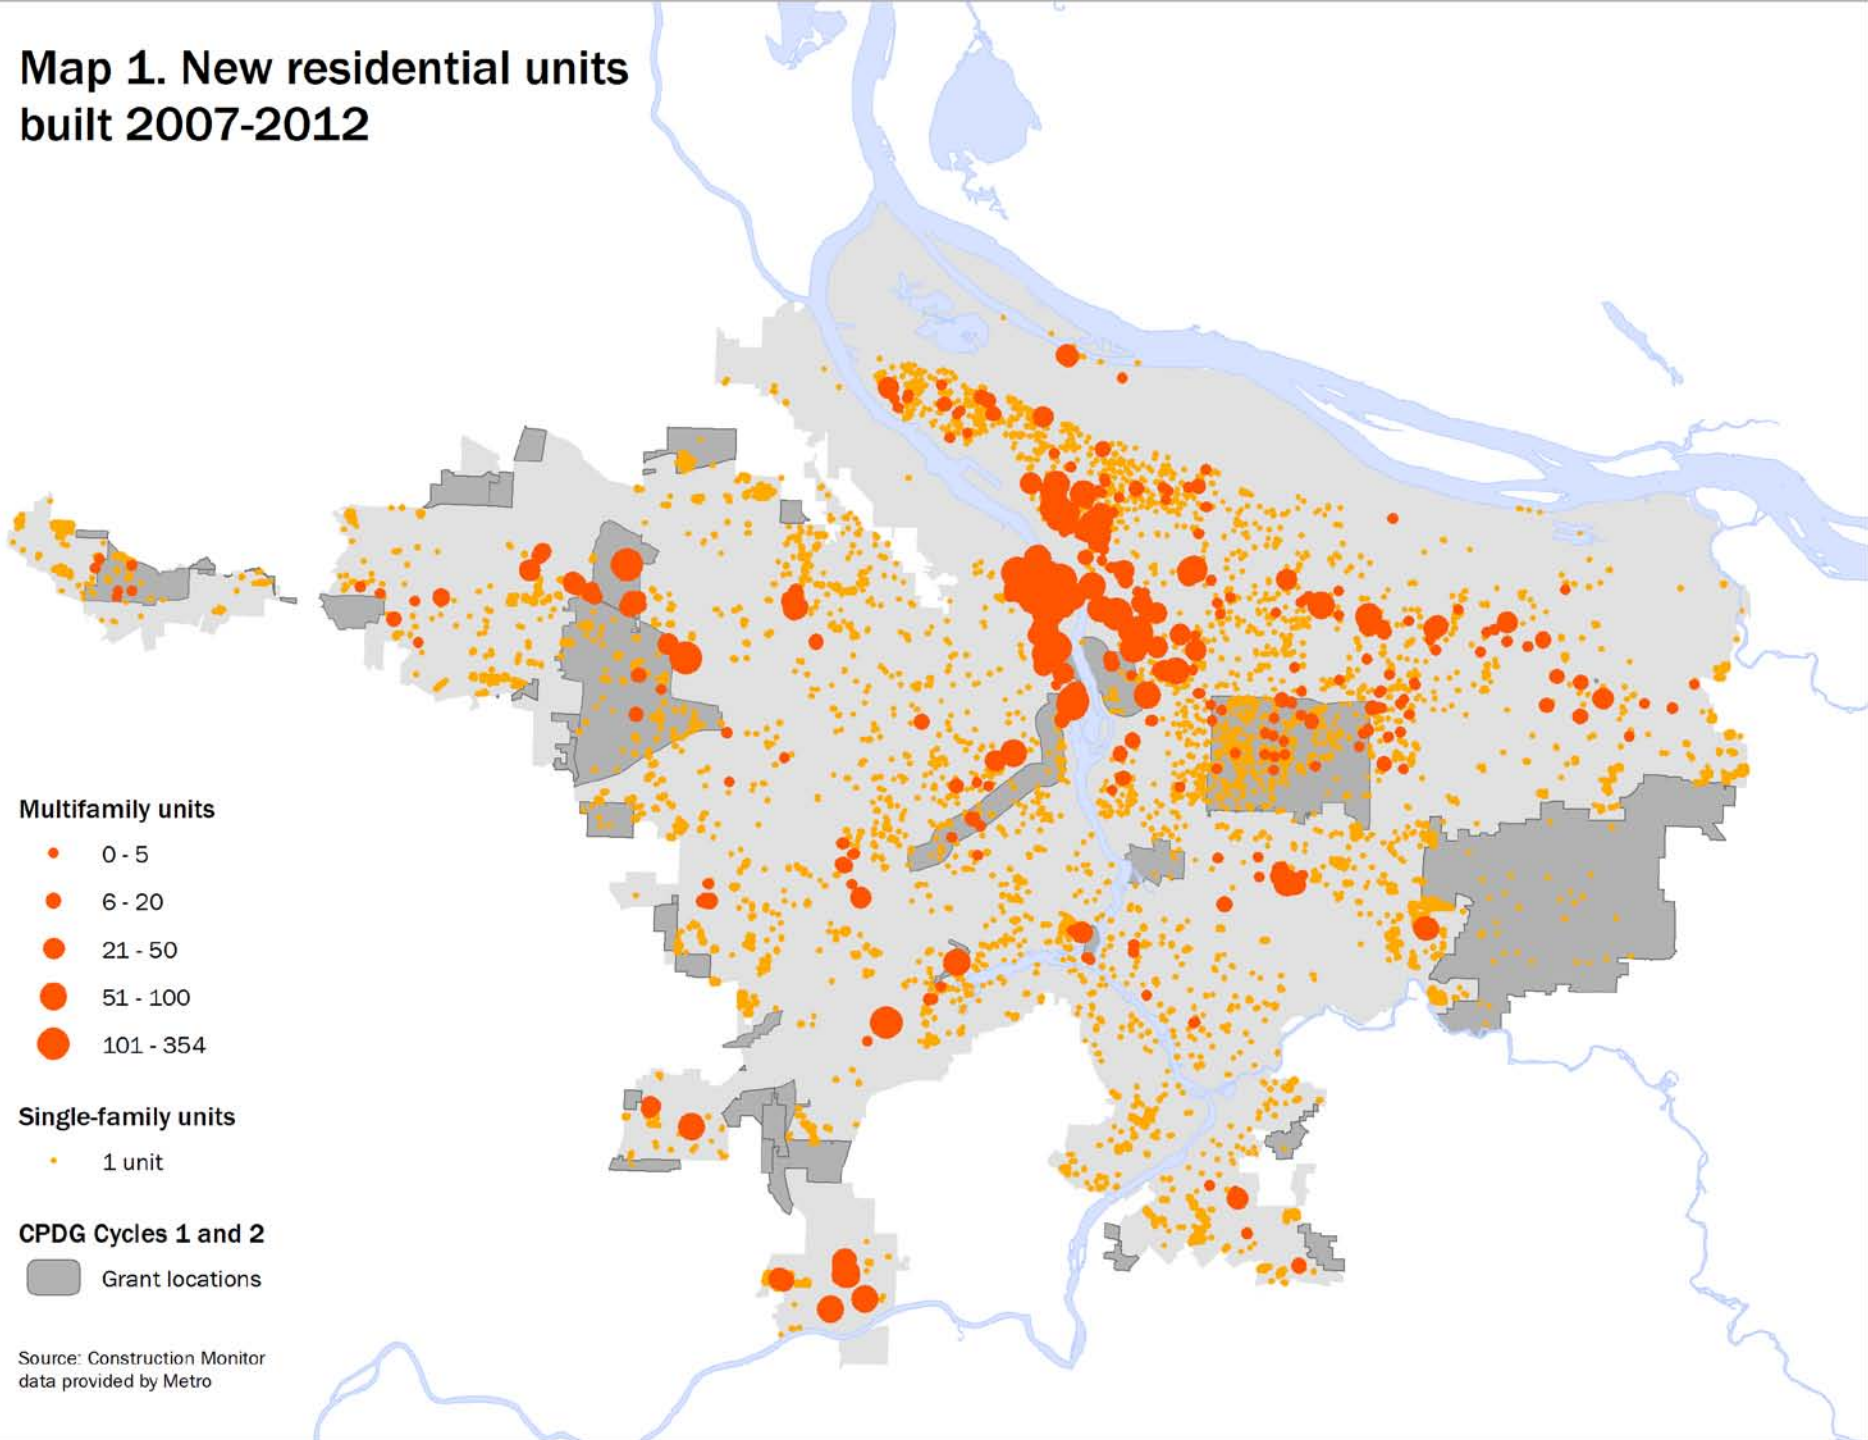 Map 1. New residential units
built 2007-2012
Multifamily units
0 - 5
6 - 20
21 - 50
51 - 100
101 - 354
Single-family units
1 unit
CPDG Cycles 1 and 2
Grant locations
Source: Construction Monitor
data provided by Metro